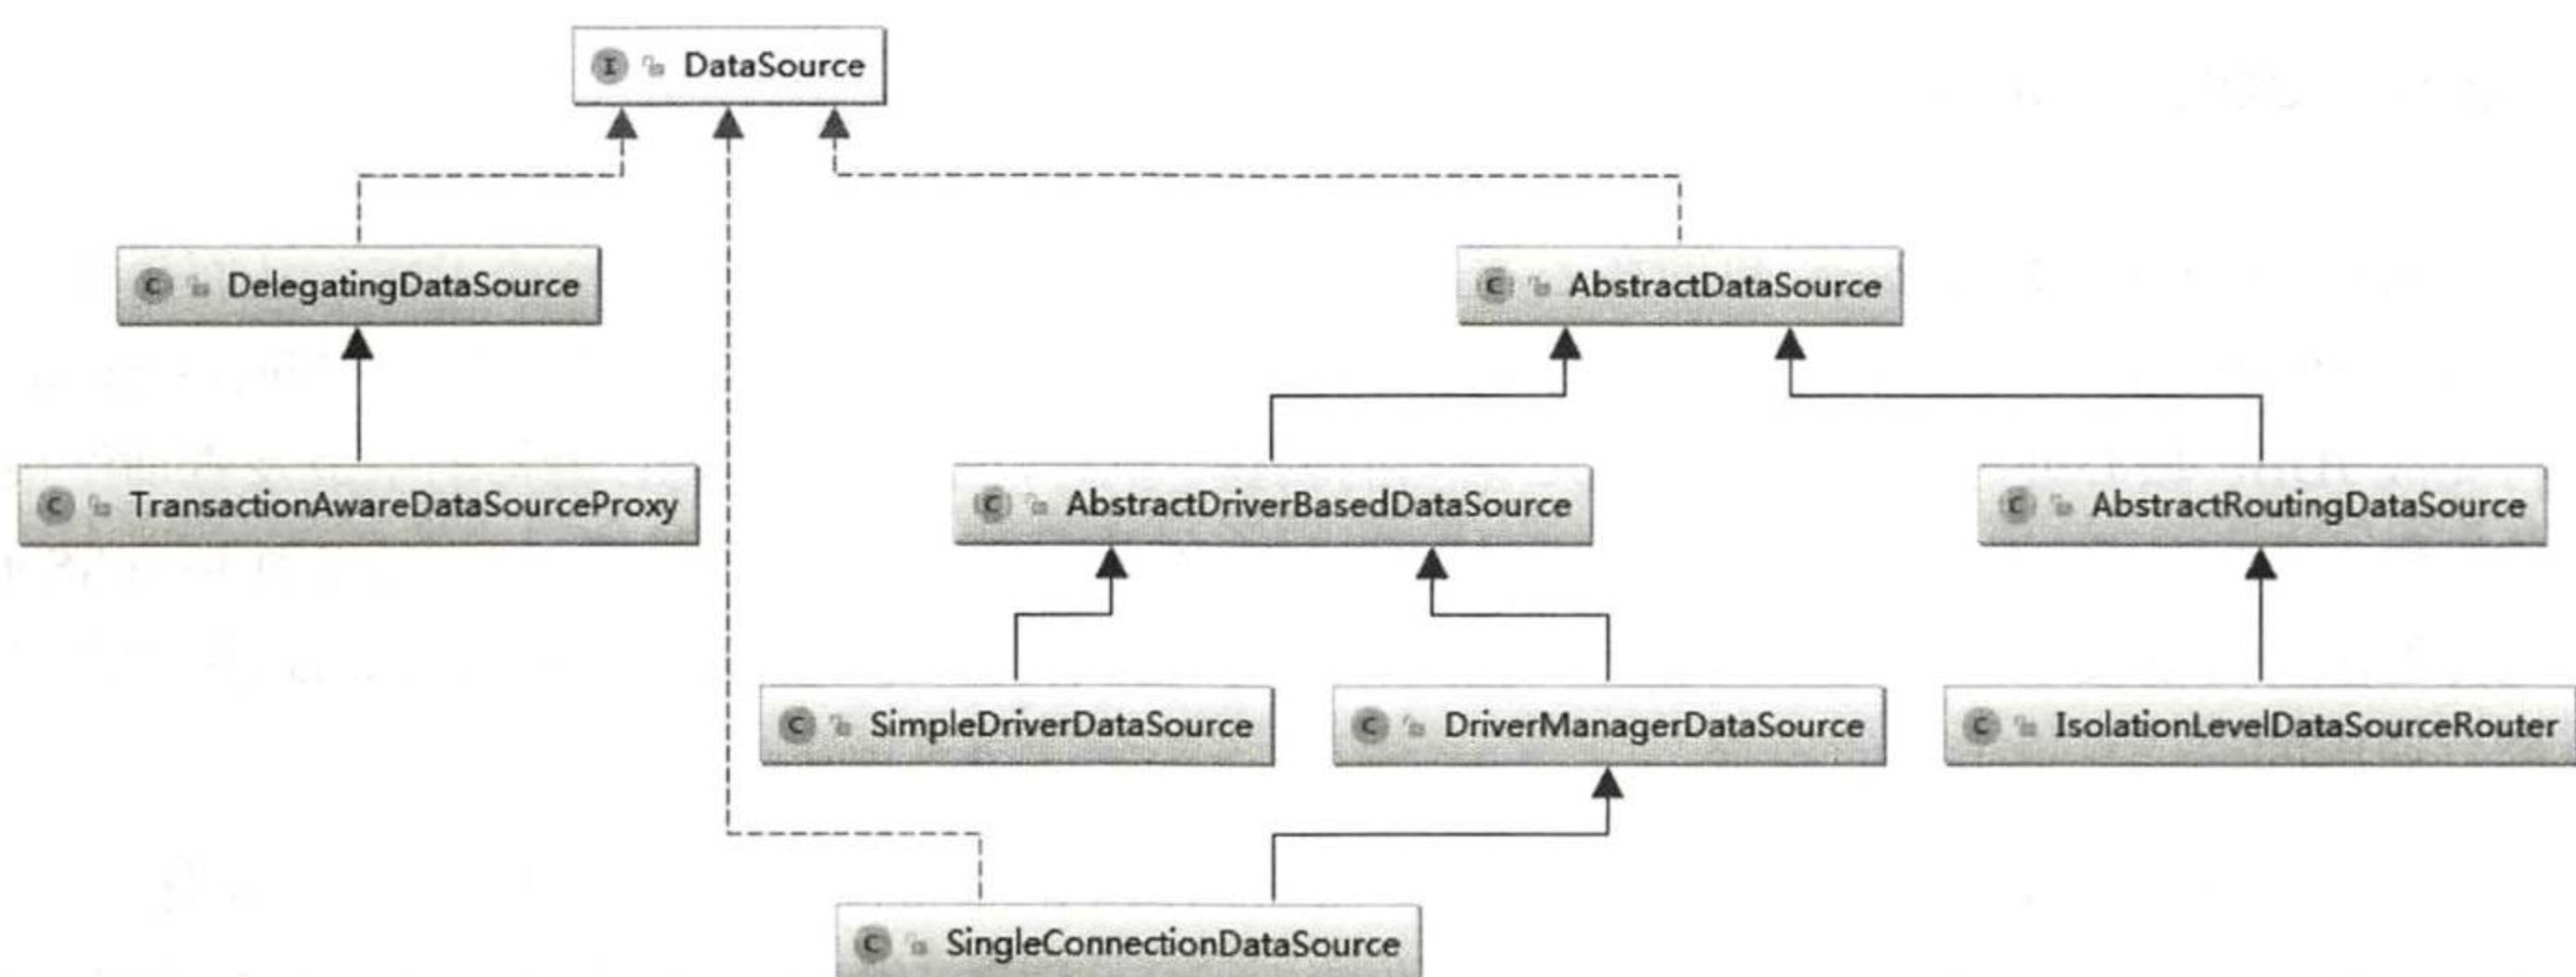 I DataSource
C DelegatingDataSource
C AbstractDataSource
C TransactionAwareDataSourceProxy
C AbstractDriverBasedDataSource
C AbstractRoutingDataSource
C SimpleDriverDataSource
C DriverManagerDataSource
C IsolationLevelDataSourceRouter
C SingleConnectionDataSource